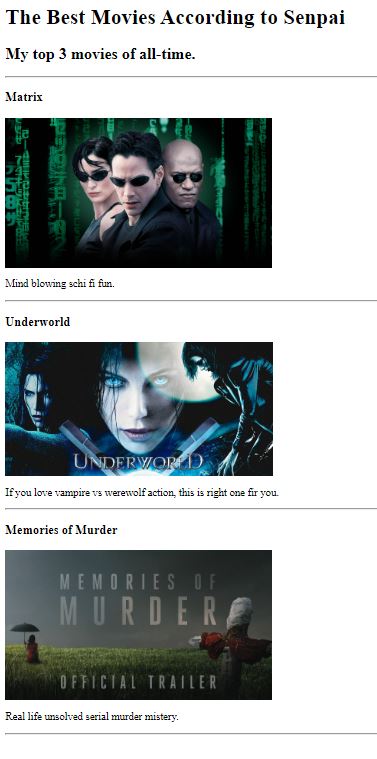 The Best Movies According to Senpai
My top 3 movies of all-time.
Matrix
Mind blowing schi fi fun.
Underworld
UNDERWORLD
If you love vampire vs werewolf action, this is right one fir you.
Memories of Murder
MEMORIES OF
MURDER
OFFICIAL TRAILER
Real life unsolved serial murder mistery.